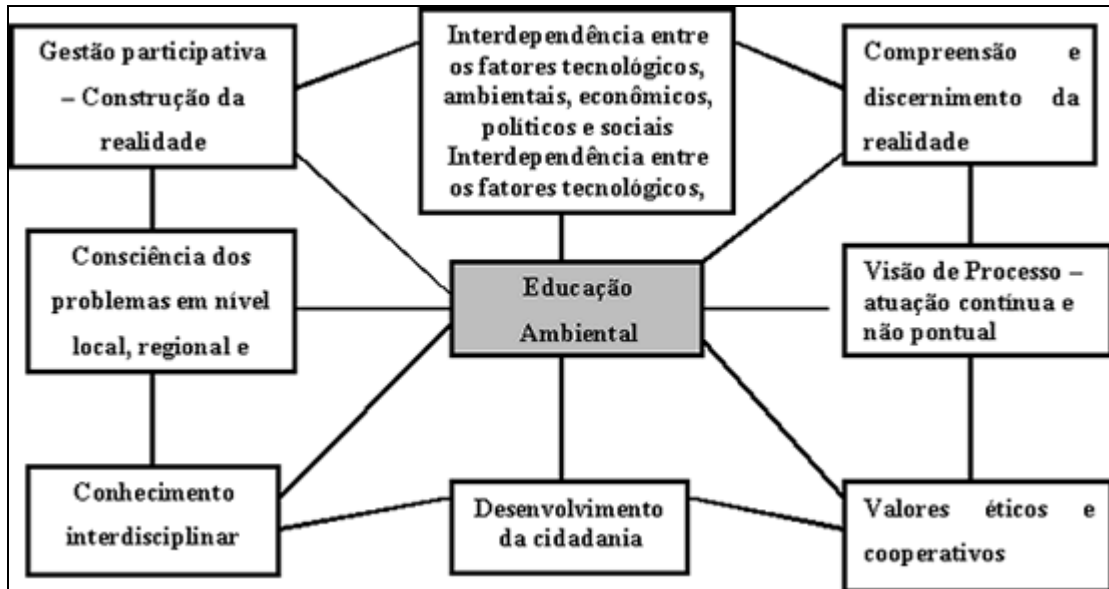 Gestão participativa
– Construção da
realidade
Interdependência entre
os fatores tecnológicos,
ambientais, econômicos,
políticos e sociais
Interdependência entre
os fatores tecnológicos,
Compreensão e
discernimento da
realidade
Consciência dos
problemas em nível
local, regional e
Educação
Ambiental
Visão de Processo –
atuação contínua e
não pontual
Conhecimento
interdisciplinar
Desenvolvimento
da cidadania
Valores éticos e
cooperativos